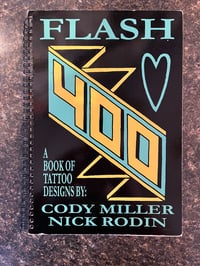 FLASH
400
A
BOOK OF
TATTOO
DESIGNS BY:
CODY MILLER
NICK RODIN